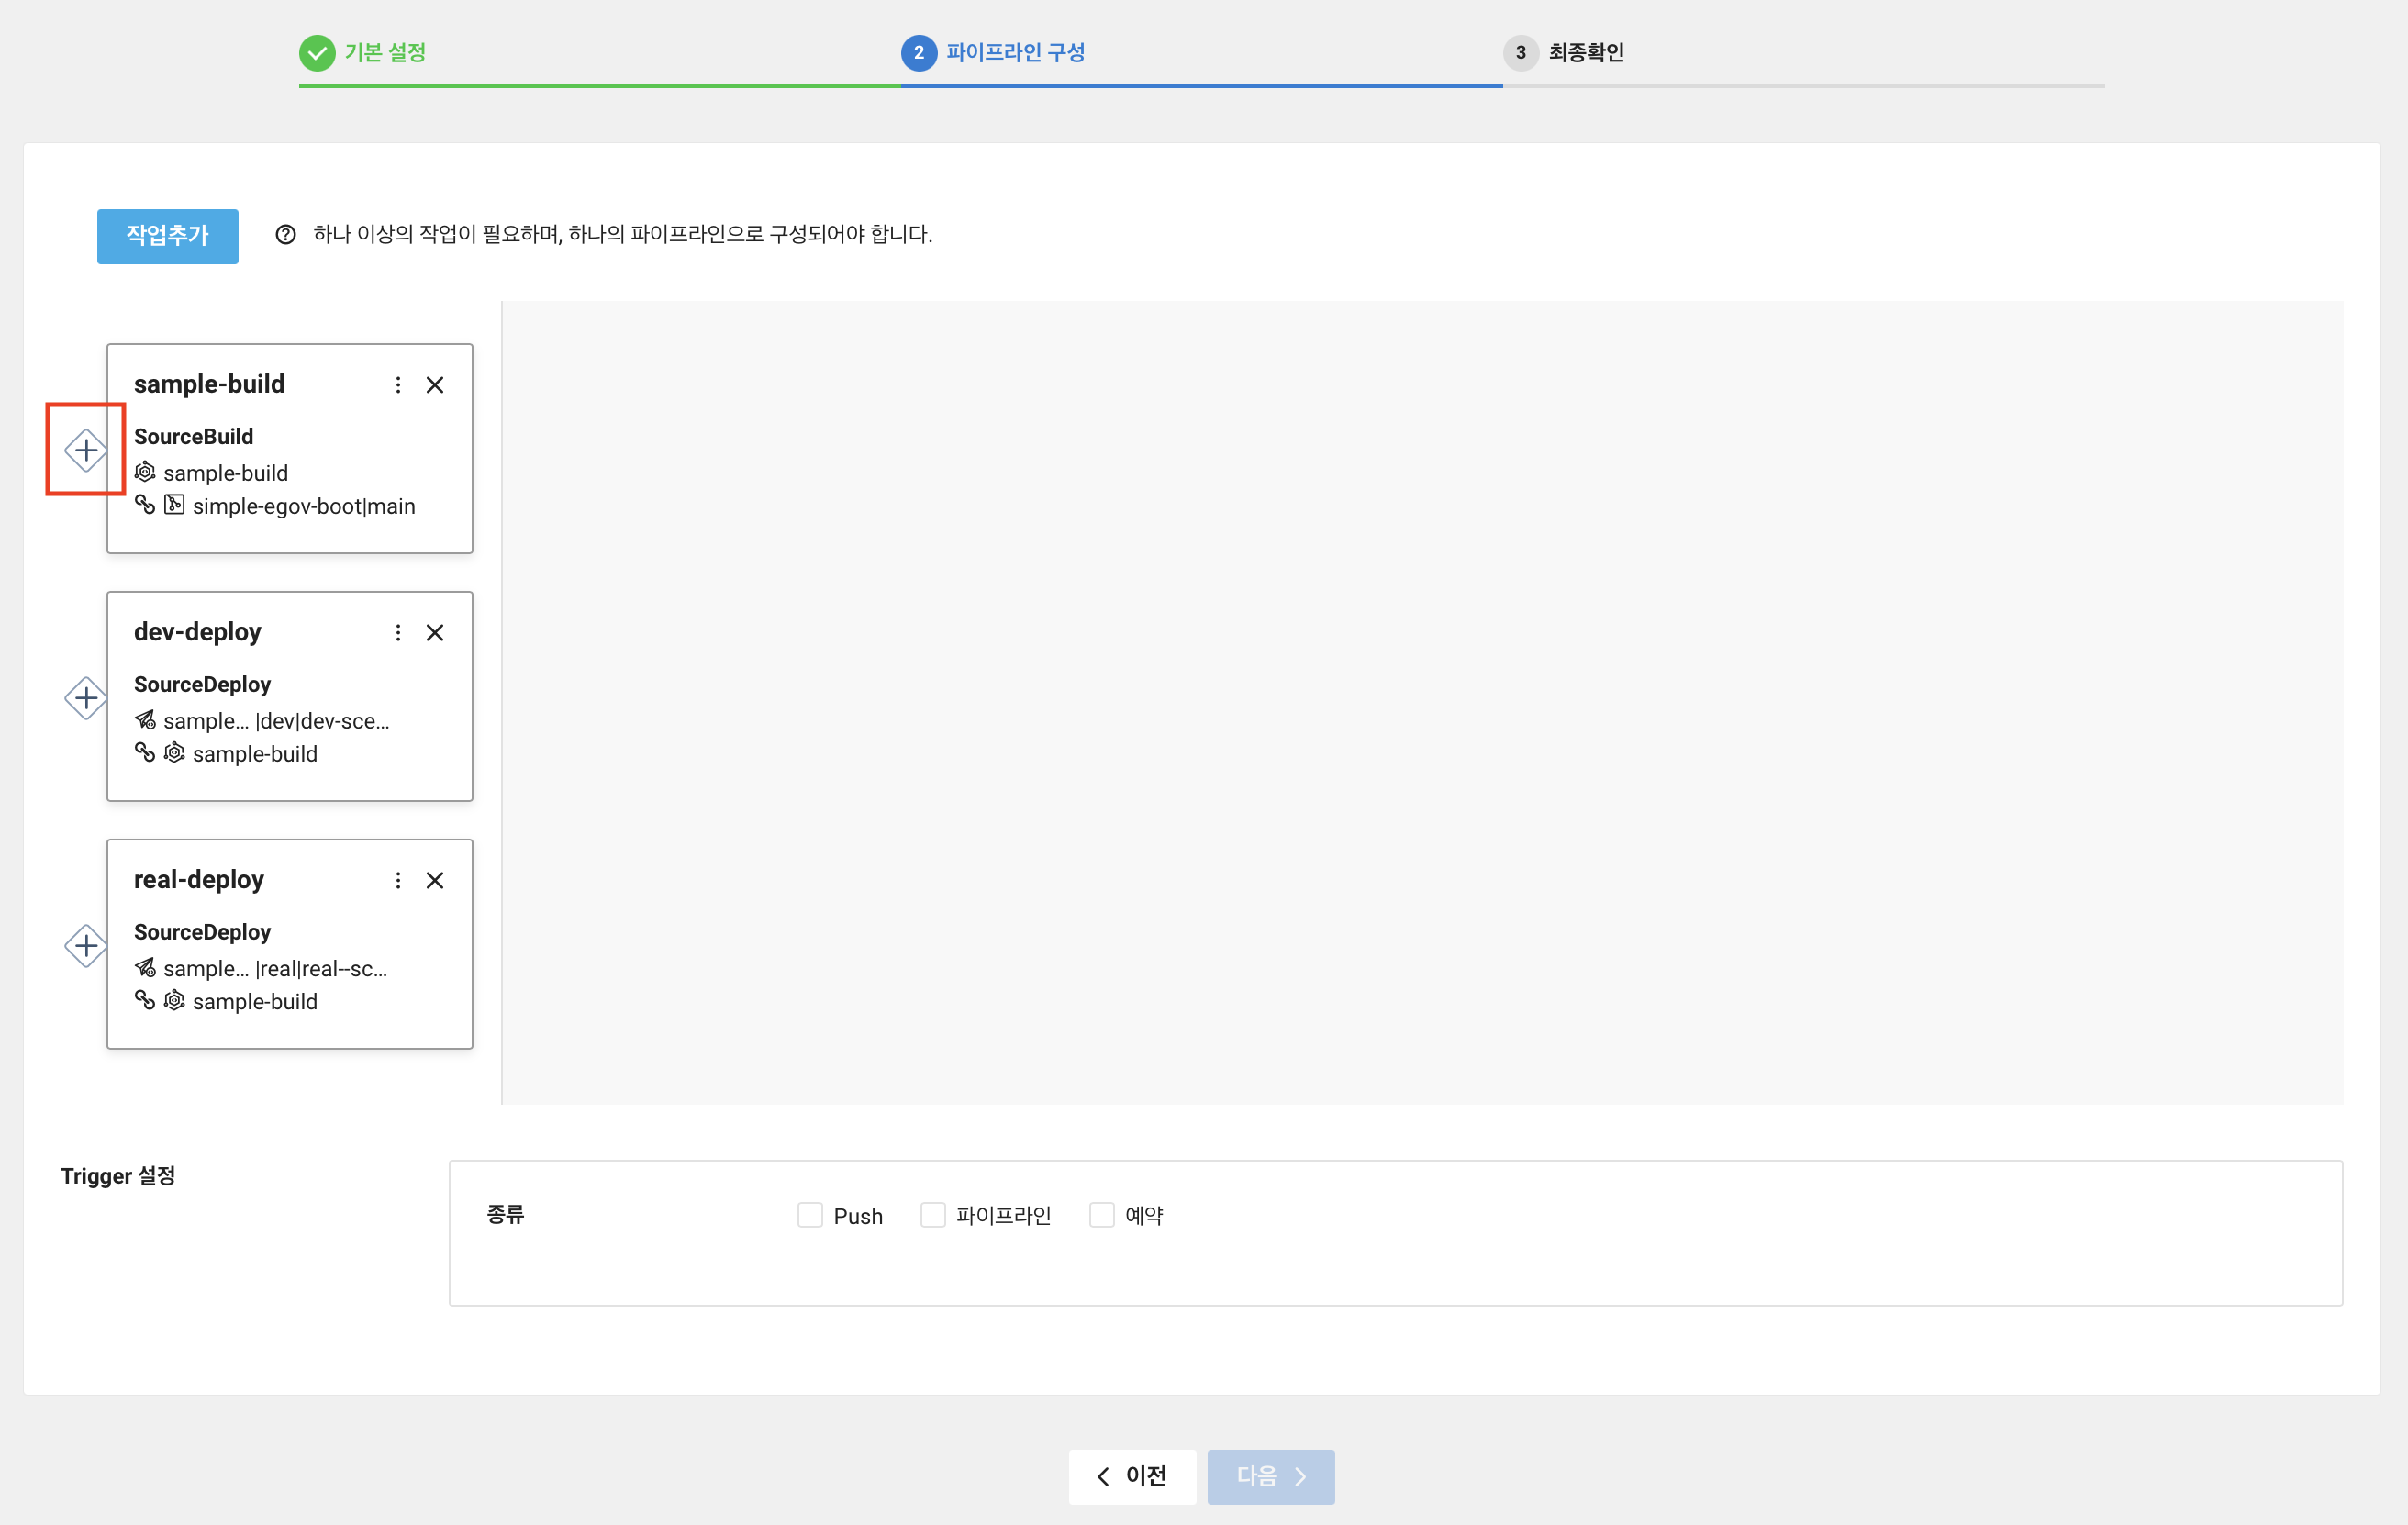 기본 설정
2 파이프라인 구성
3 최종확인
작업추가
하나 이상의 작업이 필요하며, 하나의 파이프라인으로 구성되어야 합니다.
sample-build
SourceBuild
sample-build
simple-egov-boot|main
dev-deploy
SourceDeploy
sample... |dev|dev-sce...
sample-build
real-deploy
SourceDeploy
sample... |real|real--sc...
sample-build
Trigger 설정
종류
Push
파이프라인
예약
이전
다음